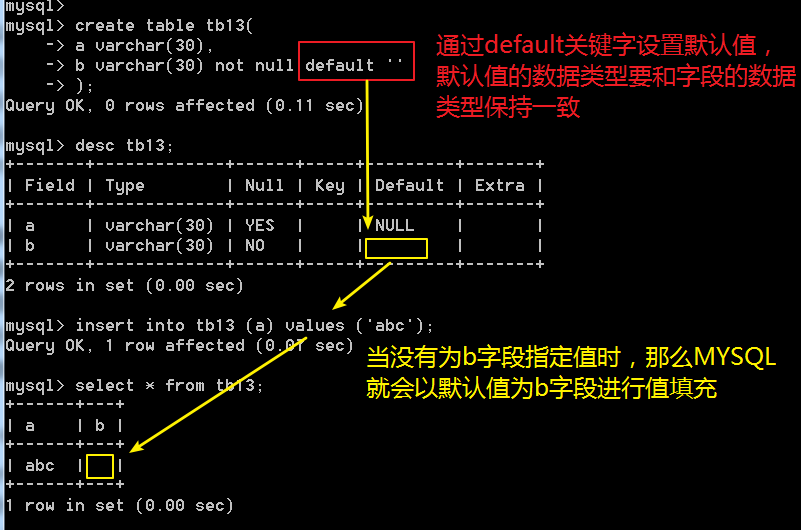 mysql>
mysql> create table tb13(
    -> a varchar(30),
    -> b varchar(30) not null default ''
    -> );
Query OK, 0 rows affected (0.11 sec)
通过default关键字设置默认值，
默认值的数据类型要和字段的数据
类型保持一致
mysql> desc tb13;
+-------+-------------+------+-----+---------+-------+
| Field | Type        | Null | Key | Default | Extra |
+-------+-------------+------+-----+---------+-------+
| a     | varchar(30) | YES  |     | NULL    |       |
| b     | varchar(30) | NO   |     |         |       |
+-------+-------------+------+-----+---------+-------+
2 rows in set (0.00 sec)
mysql> insert into tb13 (a) values ('abc');
Query OK, 1 row affected (0.07 sec)
当没有为b字段指定值时，那么MYSQL
就会以默认值为b字段进行值填充
mysql> select * from tb13;
+------+---+
| a    | b |
+------+---+
| abc  |   |
+------+---+
1 row in set (0.00 sec)